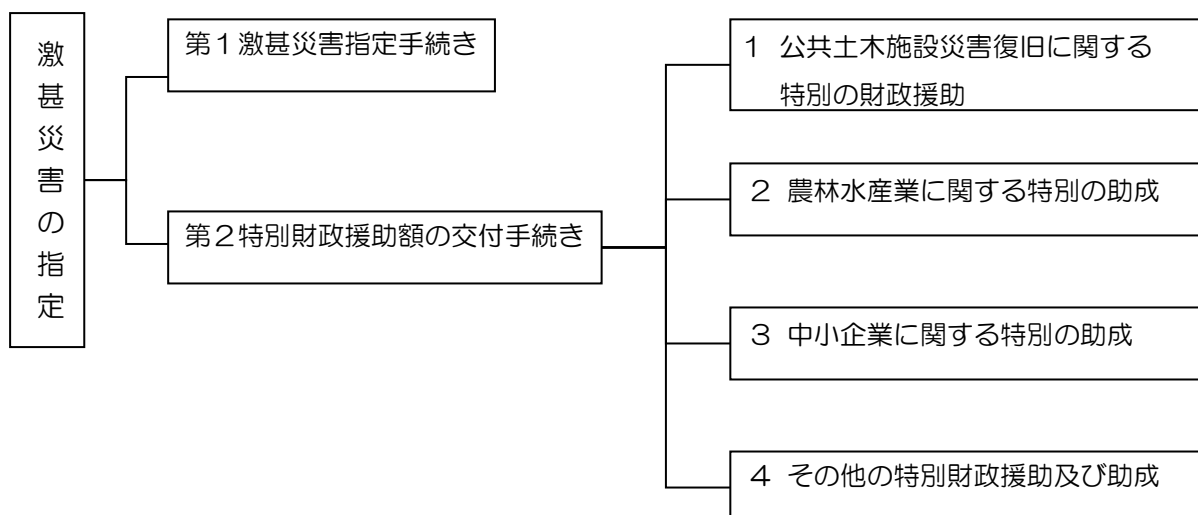 激甚災害の指定
第１激甚災害指定手続き
第２特別財政援助額の交付手続き
１ 公共土木施設災害復旧に関する
特別の財政援助
２ 農林水産業に関する特別の助成
３ 中小企業に関する特別の助成
４ その他の特別財政援助及び助成